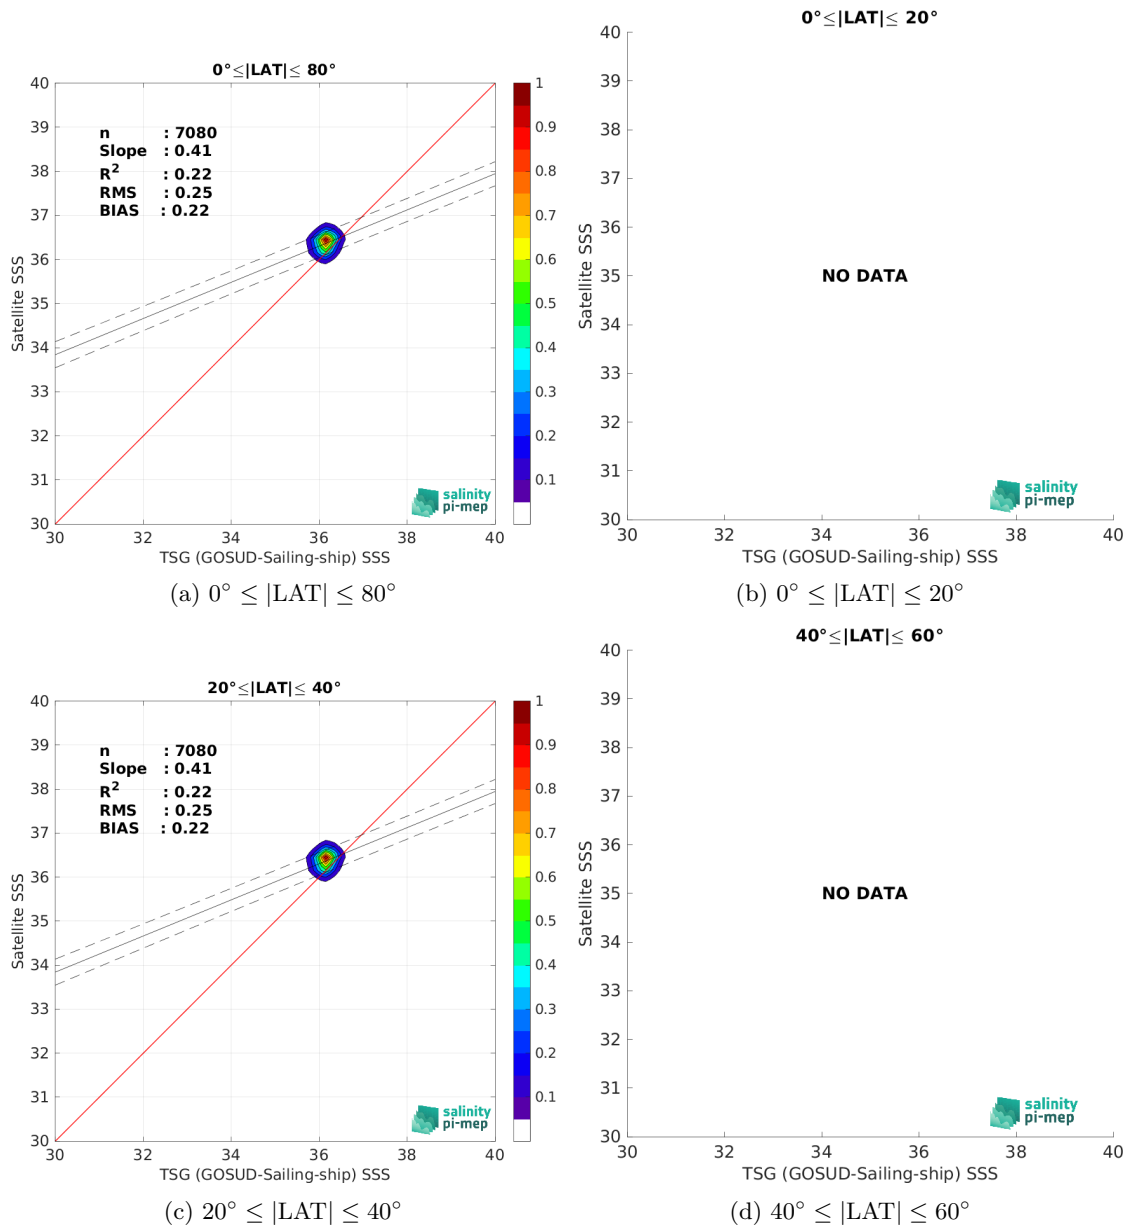 0°≤|LAT|≤ 80°
40
39
38
37
36
35
34
33
32
31
30
Satellite SSS
n : 7080
Slope : 0.41
R2 : 0.22
RMS : 0.25
BIAS : 0.22
salinity
pi-mep
30 32 34 36 38 40
TSG (GOSUD-Sailing-ship) SSS
1
0.9
0.8
0.7
0.6
0.5
0.4
0.3
0.2
0.1
(a) 0° ≤ |LAT| ≤ 80°
0°≤|LAT|≤ 20°
40
39
38
37
36
35
34
33
32
31
30
Satellite SSS
NO DATA
salinity
pi-mep
30 32 34 36 38 40
TSG (GOSUD-Sailing-ship) SSS
(b) 0° ≤ |LAT| ≤ 20°
20°≤|LAT|≤ 40°
40
39
38
37
36
35
34
33
32
31
30
Satellite SSS
n : 7080
Slope : 0.41
R2 : 0.22
RMS : 0.25
BIAS : 0.22
salinity
pi-mep
30 32 34 36 38 40
TSG (GOSUD-Sailing-ship) SSS
1
0.9
0.8
0.7
0.6
0.5
0.4
0.3
0.2
0.1
(c) 20° ≤ |LAT| ≤ 40°
40°≤|LAT|≤ 60°
40
39
38
37
36
35
34
33
32
31
30
Satellite SSS
NO DATA
salinity
pi-mep
30 32 34 36 38 40
TSG (GOSUD-Sailing-ship) SSS
(d) 40° ≤ |LAT| ≤ 60°